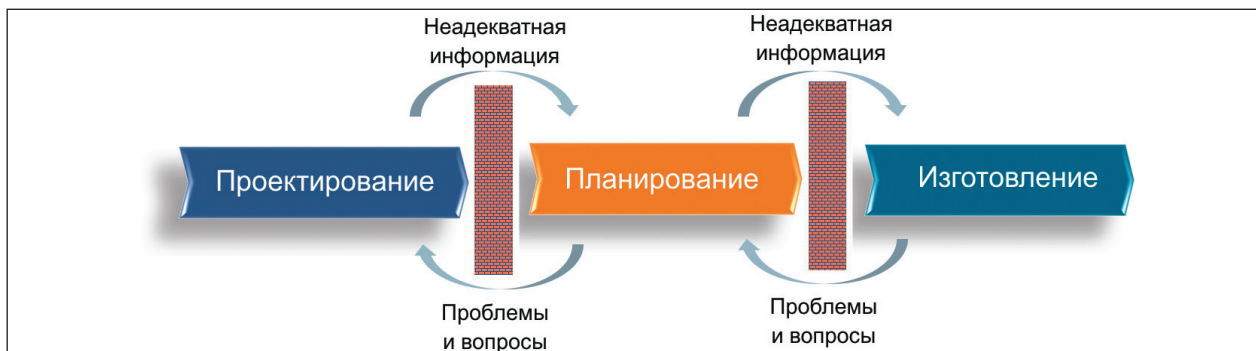 Неадекватная
информация
Неадекватная
информация
Проектирование
Планирование
Изготовление
Проблемы
и вопросы
Проблемы
и вопросы